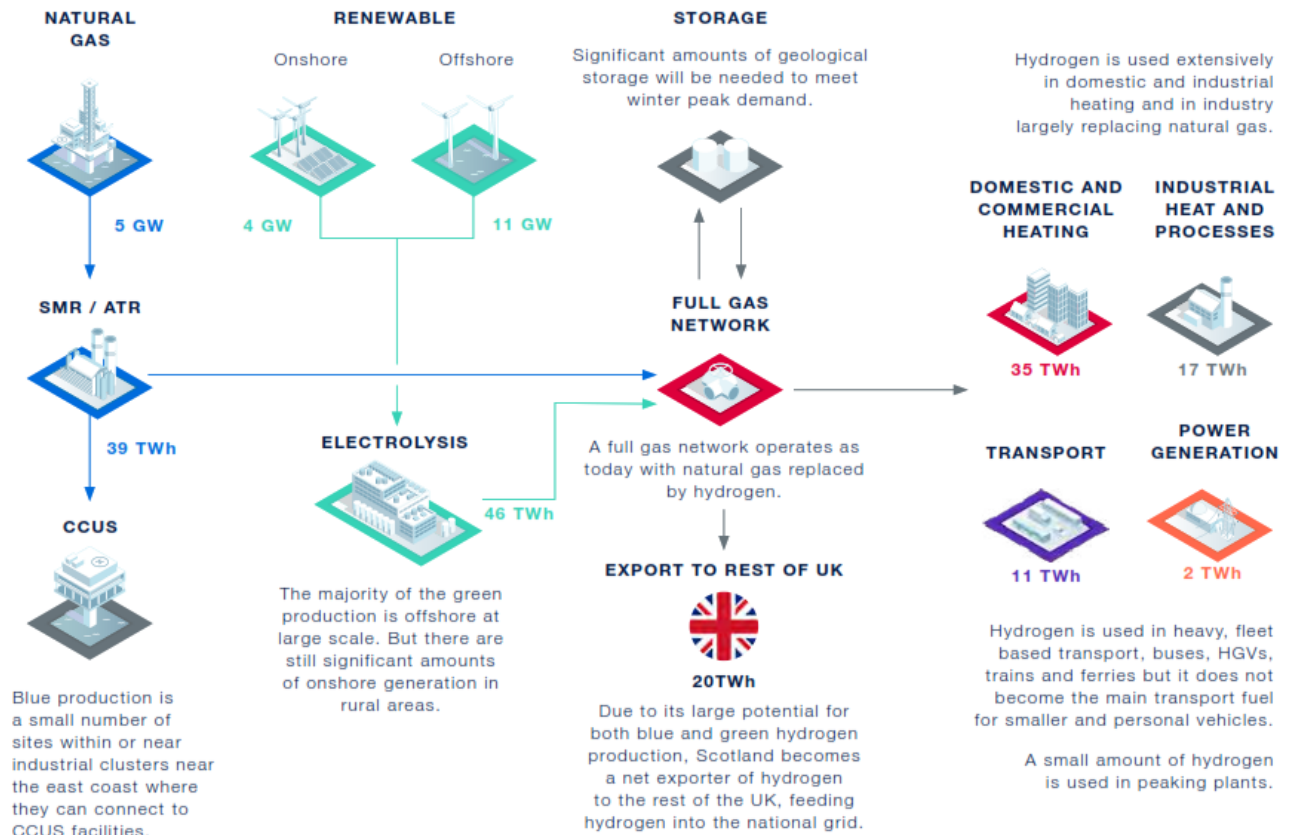 NATURAL
GAS
5 GW
SMR / ATR
39 TWh
CCUS
Blue production is
a small number of
sites within or near
industrial clusters near
the east coast where
they can connect to
CCUS facilities.
RENEWABLE
Onshore
Offshore
4 GW
11 GW
ELECTROLYSIS
46 TWh
The majority of the green
production is offshore at
large scale. But there are
still significant amounts
of onshore generation in
rural areas.
STORAGE
Significant amounts of geological
storage will be needed to meet
winter peak demand.
FULL GAS
NETWORK
A full gas network operates as
today with natural gas replaced
by hydrogen.
EXPORT TO REST OF UK
20TWh
Due to its large potential for
both blue and green hydrogen
production, Scotland becomes
a net exporter of hydrogen
to the rest of the UK, feeding
hydrogen into the national grid.
Hydrogen is used extensively
in domestic and industrial
heating and in industry
largely replacing natural gas.
DOMESTIC AND
COMMERCIAL
HEATING
35 TWh
INDUSTRIAL
HEAT AND
PROCESSES
17 TWh
TRANSPORT
11 TWh
POWER
GENERATION
2 TWh
Hydrogen is used in heavy, fleet
based transport, buses, HGVs,
trains and ferries but it does not
become the main transport fuel
for smaller and personal vehicles.
A small amount of hydrogen
is used in peaking plants.